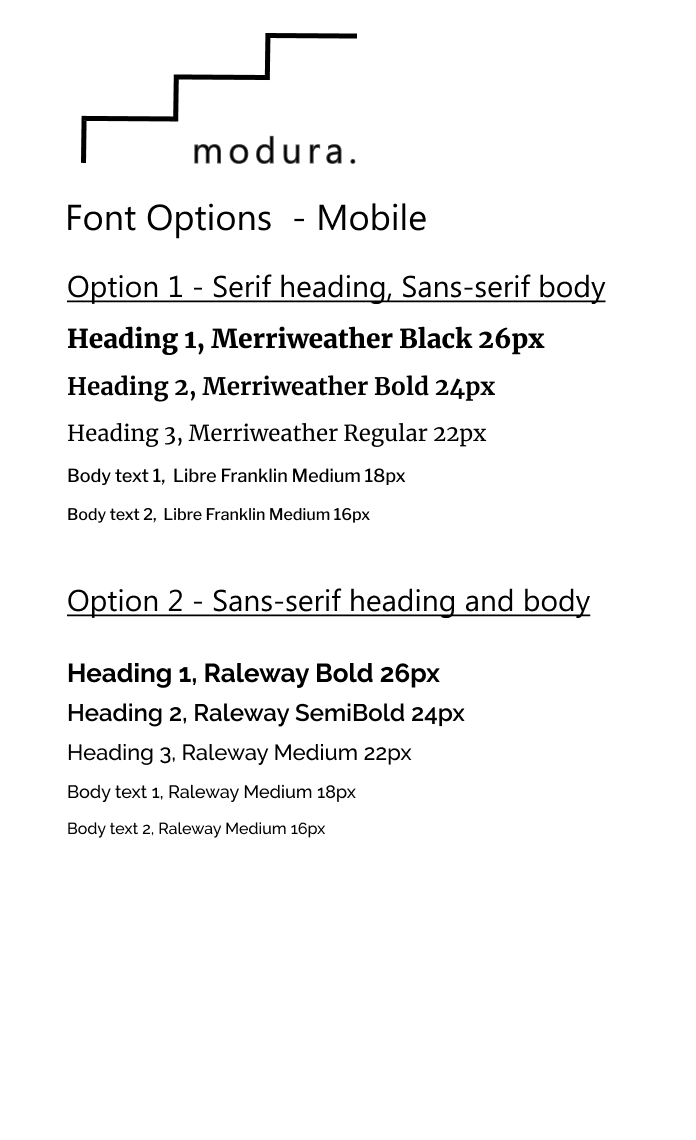 modura.
Font Options - Mobile
Option 1 - Serif heading, Sans-serif body
Heading 1, Merriweather Black 26px
Heading 2, Merriweather Bold 24px
Heading 3, Merriweather Regular 22px
Body text 1, Libre Franklin Medium 18px
Body text 2, Libre Franklin Medium 16px
Option 2 - Sans-serif heading and body
Heading 1, Raleway Bold 26px
Heading 2, Raleway SemiBold 24px
Heading 3, Raleway Medium 22px
Body text 1, Raleway Medium 18px
Body text 2, Raleway Medium 16px